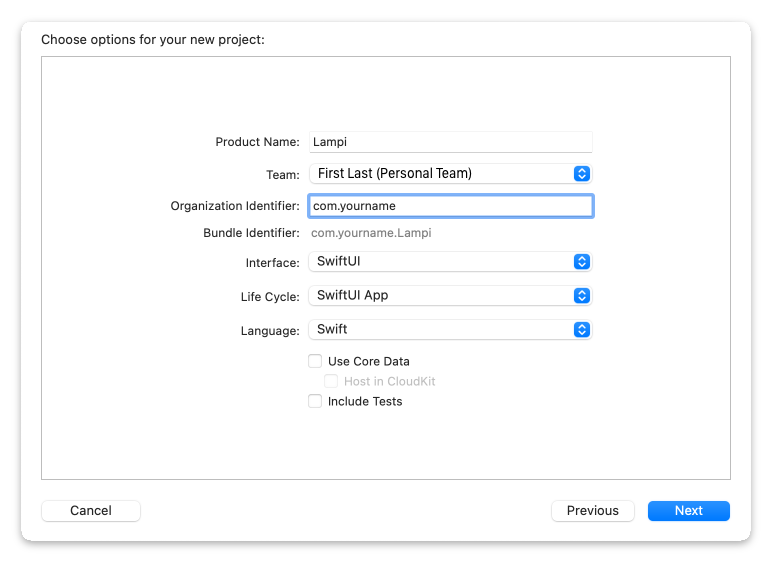 Choose options for your new project:
Product Name: Lampi
Team: First Last (Personal Team)
Organization Identifier: com.yourname
Bundle Identifier: com.yourname.Lampi
Interface: SwiftUI
Life Cycle: SwiftUI App
Language: Swift
Use Core Data
Host in CloudKit
Include Tests
Cancel Previous Next